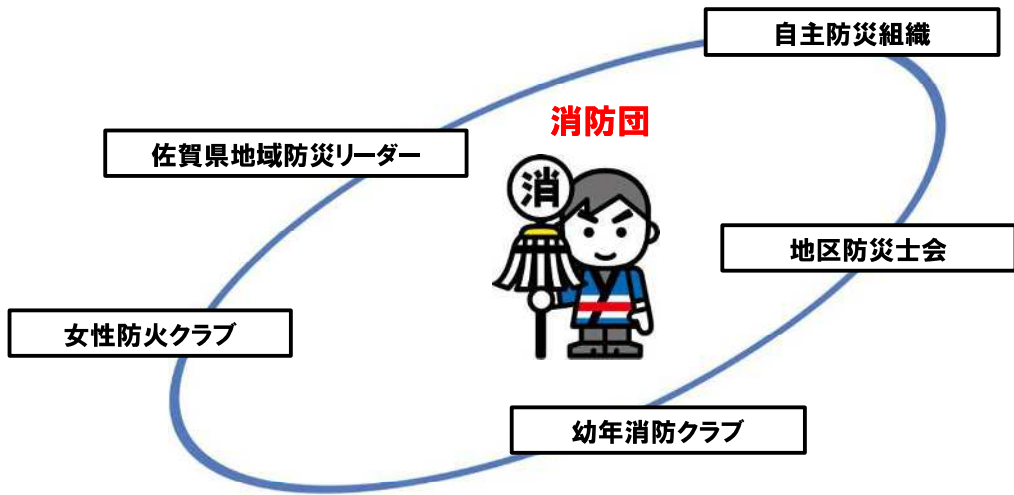 自主防災組織
消防団
佐賀県地域防災リーダー
消
地区防災士会
女性防火クラブ
幼年消防クラブ